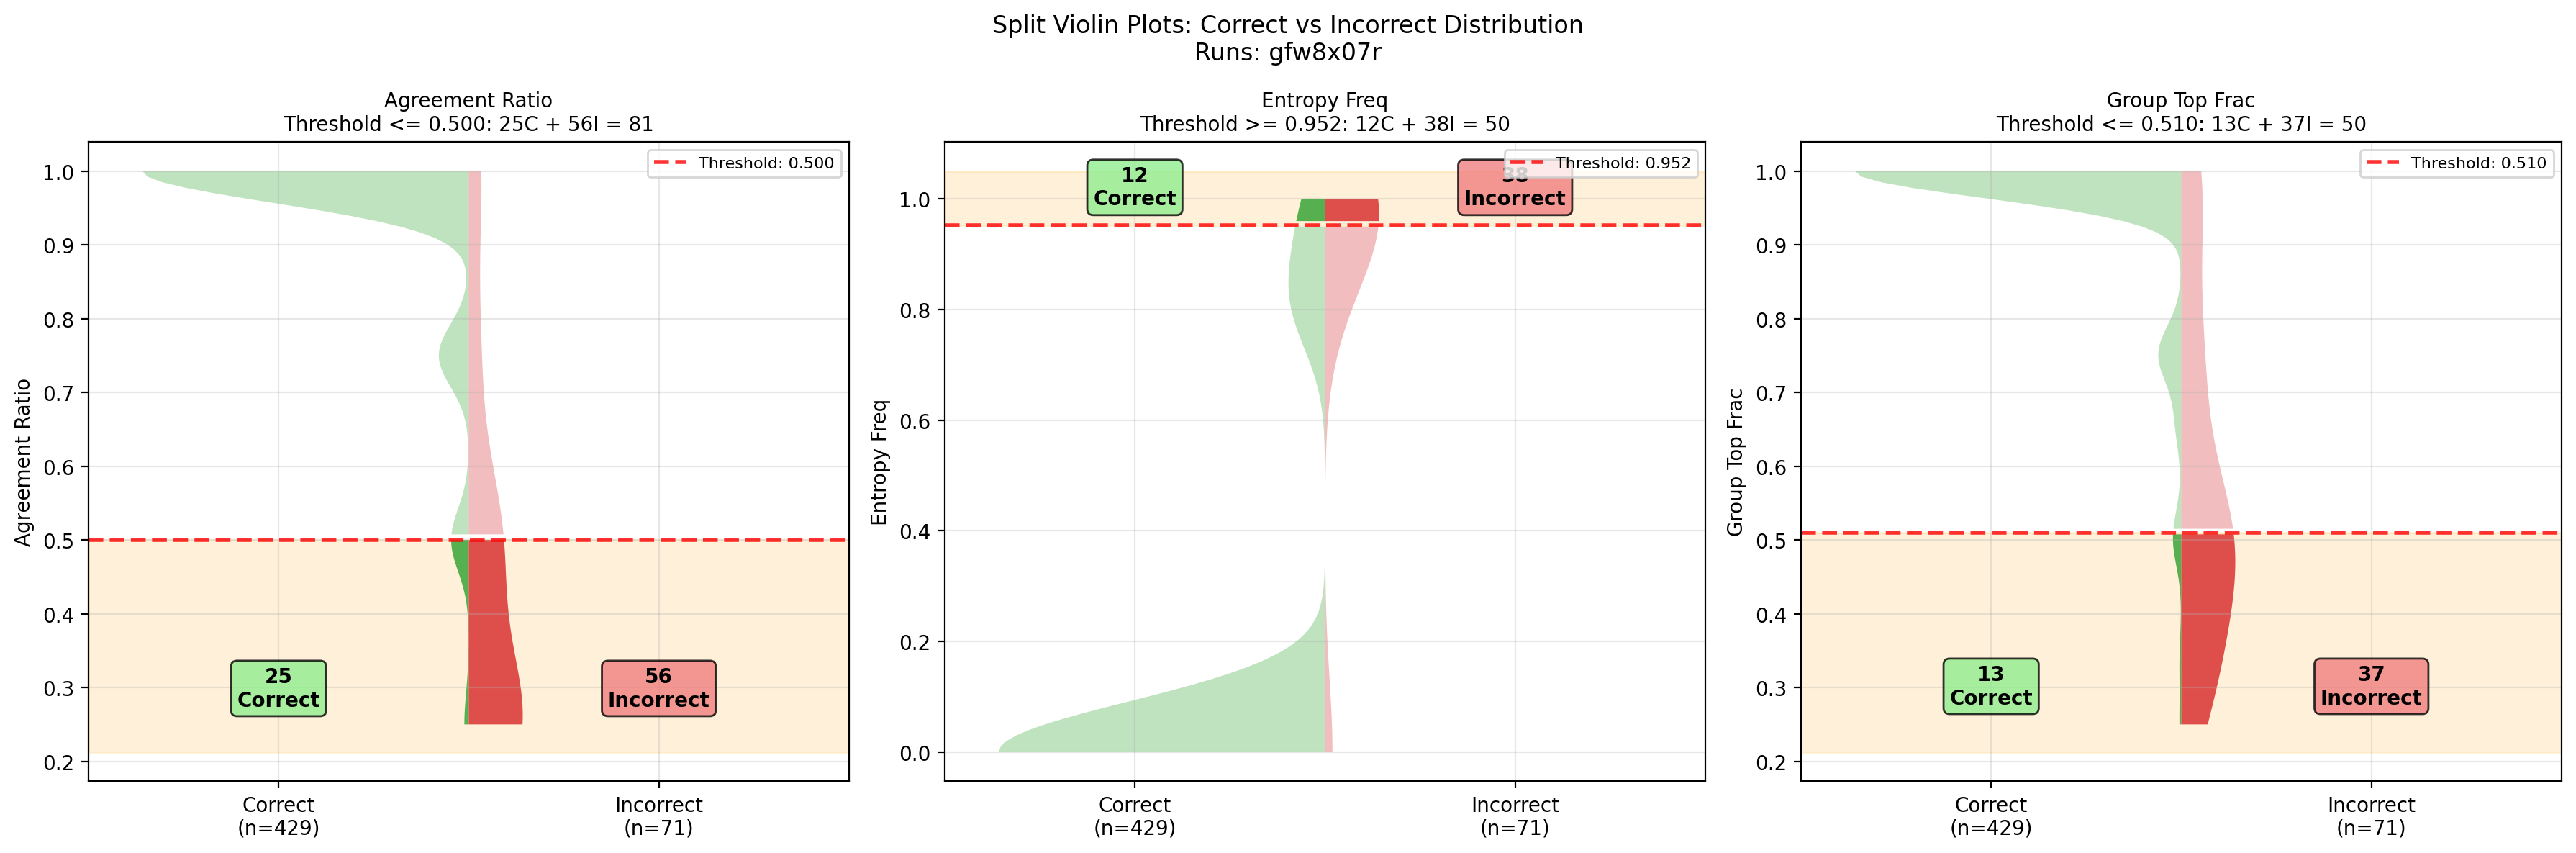 Split Violin Plots: Correct vs Incorrect Distribution
Runs: gfw8x07r
Agreement Ratio
Threshold <= 0.500: 25C + 56I = 81
Threshold: 0.500
1.0
0.9
0.8
0.7
0.6
0.5
0.4
0.3
0.2
Agreement Ratio
25
Correct
56
Incorrect
Correct
(n=429)
Incorrect
(n=71)
Entropy Freq
Threshold >= 0.952: 12C + 38I = 50
Threshold: 0.952
12
Correct
38
Incorrect
1.0
0.8
0.6
0.4
0.2
0.0
Entropy Freq
Correct
(n=429)
Incorrect
(n=71)
Group Top Frac
Threshold <= 0.510: 13C + 37I = 50
Threshold: 0.510
1.0
0.9
0.8
0.7
0.6
0.5
0.4
0.3
0.2
Group Top Frac
13
Correct
37
Incorrect
Correct
(n=429)
Incorrect
(n=71)